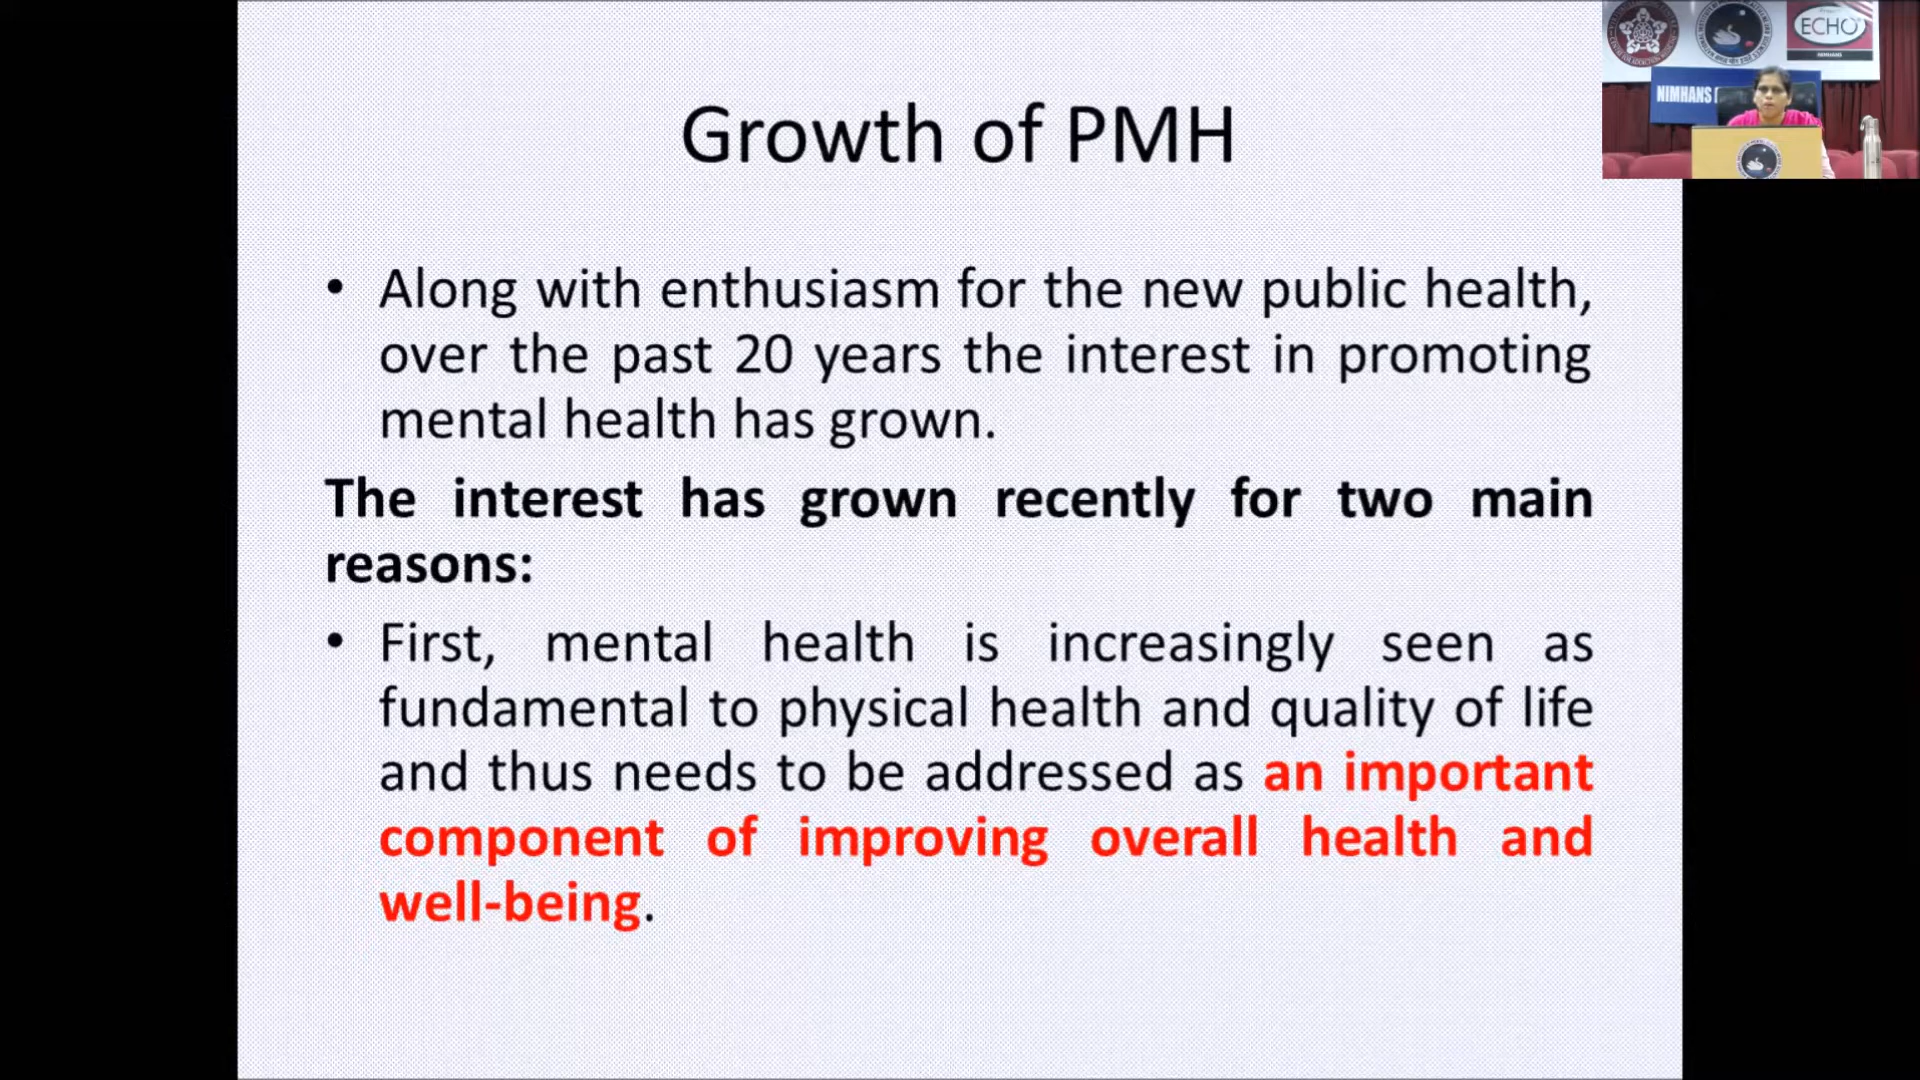 Growth of PMH
• Along with enthusiasm for the new public health,
over the past 20 years the interest in promoting
mental health has grown.
The interest has grown recently for two main
reasons:
• First, mental health is increasingly seen as
fundamental to physical health and quality of life
and thus needs to be addressed as an important
component of improving overall health and
well-being.
ECHO
NIMHANS